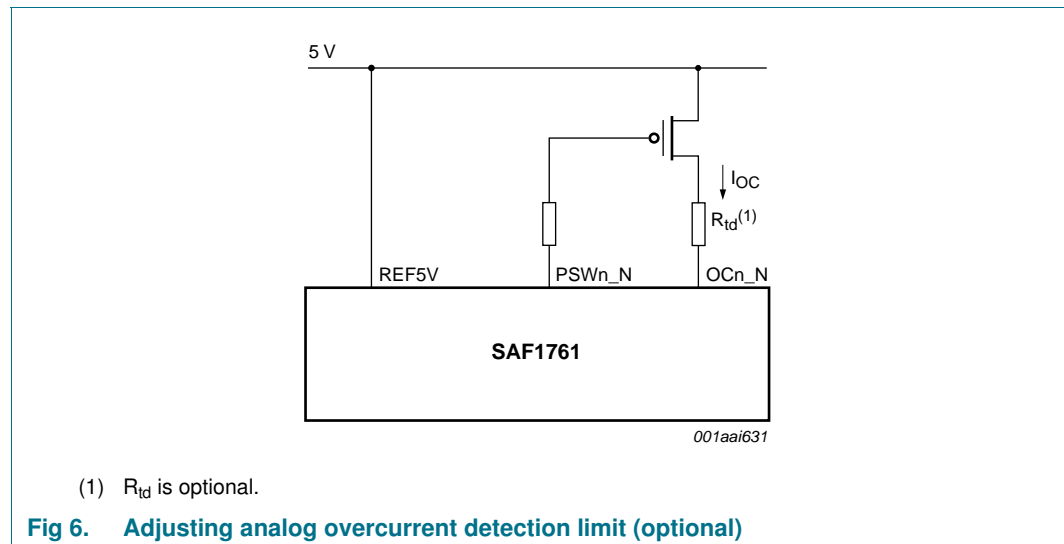 5 V
I_OC
R_td(1)
REF5V PSWn_N OCn_N
SAF1761
001aai631
(1) R_td is optional.
Fig 6. Adjusting analog overcurrent detection limit (optional)